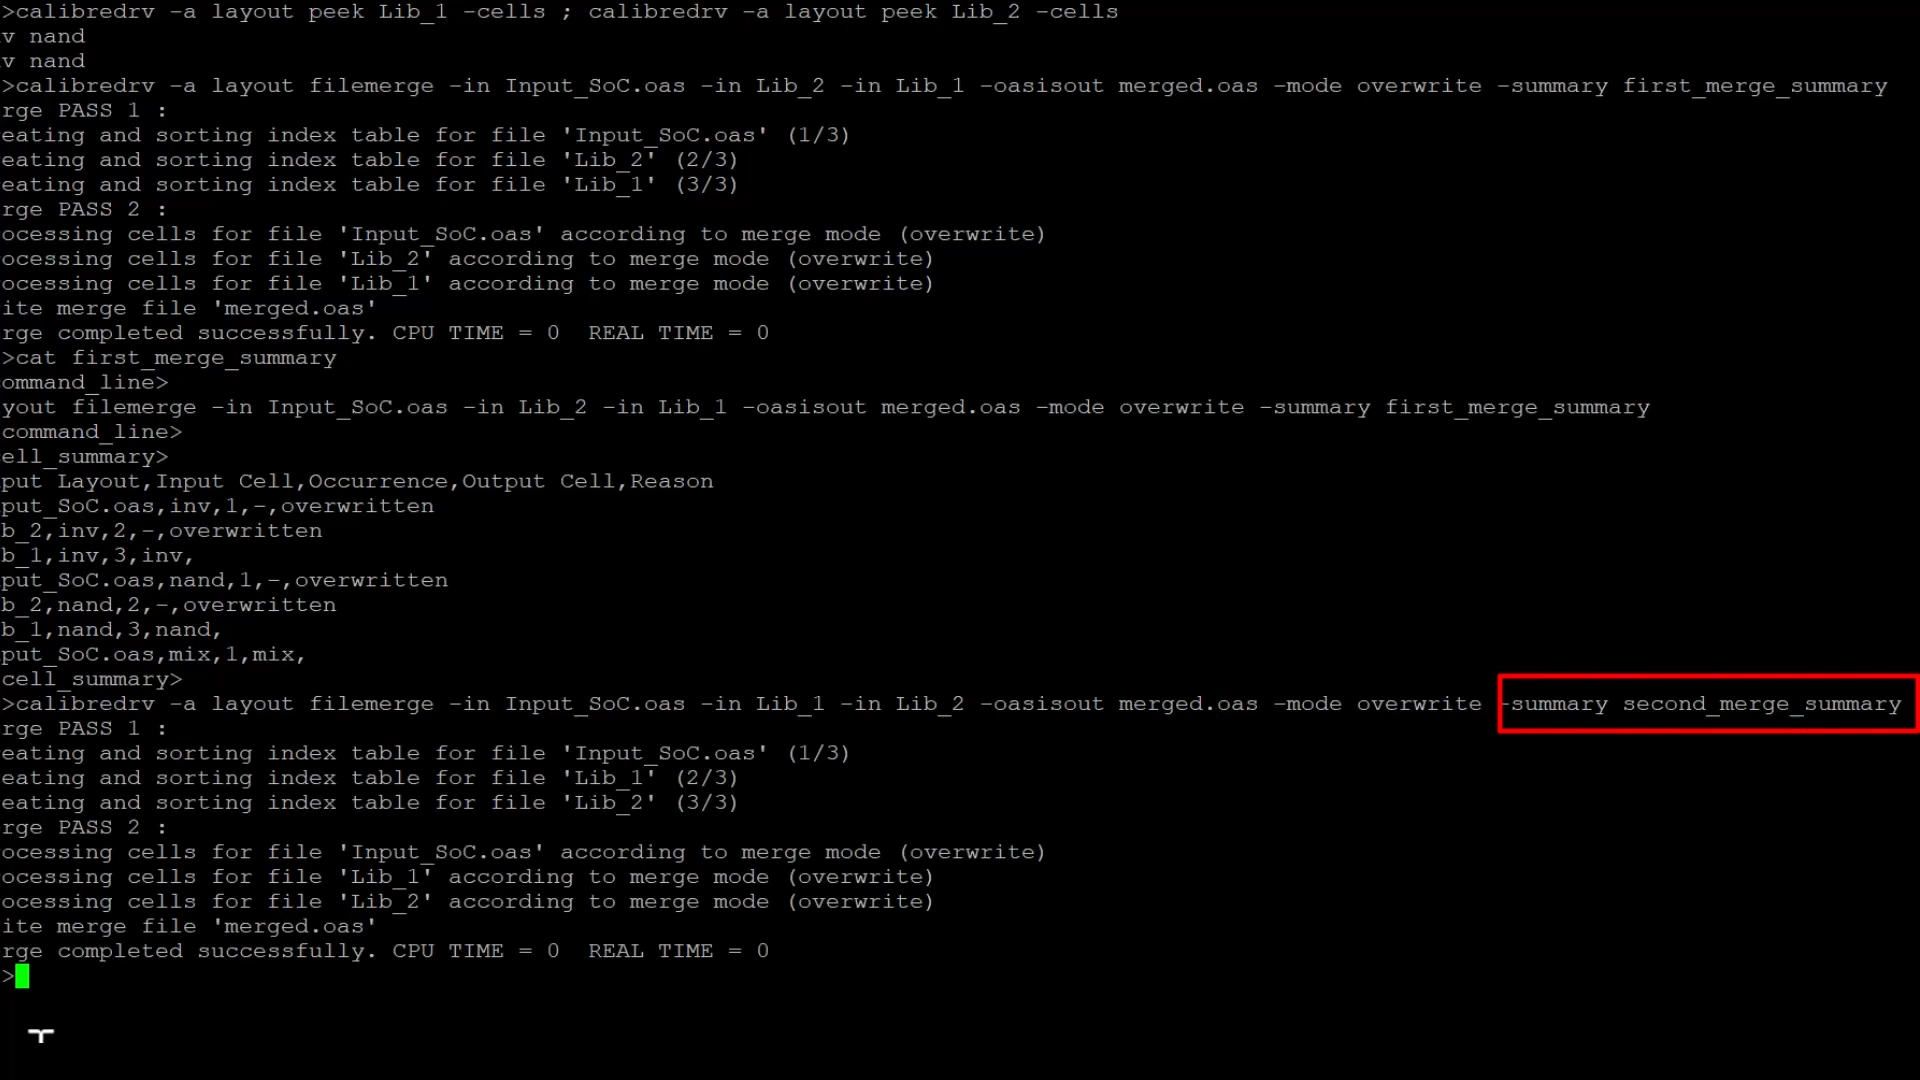 >calibredrv -a layout peek Lib_1 -cells ; calibredrv -a layout peek Lib_2 -cells
v nand
v nand
>calibredrv -a layout filemerge -in Input_SoC.oas -in Lib_2 -in Lib_1 -oasisout merged.oas -mode overwrite -summary first_merge_summary
rge PASS 1 :
eating and sorting index table for file 'Input_SoC.oas' (1/3)
eating and sorting index table for file 'Lib_2' (2/3)
eating and sorting index table for file 'Lib_1' (3/3)
rge PASS 2 :
ocessing cells for file 'Input_SoC.oas' according to merge mode (overwrite)
ocessing cells for file 'Lib_2' according to merge mode (overwrite)
ocessing cells for file 'Lib_1' according to merge mode (overwrite)
ite merge file 'merged.oas'
rge completed successfully. CPU TIME = 0  REAL TIME = 0
>cat first_merge_summary
ommand_line>
yout filemerge -in Input_SoC.oas -in Lib_2 -in Lib_1 -oasisout merged.oas -mode overwrite -summary first_merge_summary
command_line>
ell_summary>
put Layout,Input Cell,Occurrence,Output Cell,Reason
put_SoC.oas,inv,1,-,overwritten
b_2,inv,2,-,overwritten
b_1,inv,3,inv,
put_SoC.oas,nand,1,-,overwritten
b_2,nand,2,-,overwritten
b_1,nand,3,nand,
put_SoC.oas,mix,1,mix,
cell_summary>
>calibredrv -a layout filemerge -in Input_SoC.oas -in Lib_1 -in Lib_2 -oasisout merged.oas -mode overwrite -summary second_merge_summary
rge PASS 1 :
eating and sorting index table for file 'Input_SoC.oas' (1/3)
eating and sorting index table for file 'Lib_1' (2/3)
eating and sorting index table for file 'Lib_2' (3/3)
rge PASS 2 :
ocessing cells for file 'Input_SoC.oas' according to merge mode (overwrite)
ocessing cells for file 'Lib_1' according to merge mode (overwrite)
ocessing cells for file 'Lib_2' according to merge mode (overwrite)
ite merge file 'merged.oas'
rge completed successfully. CPU TIME = 0  REAL TIME = 0
>